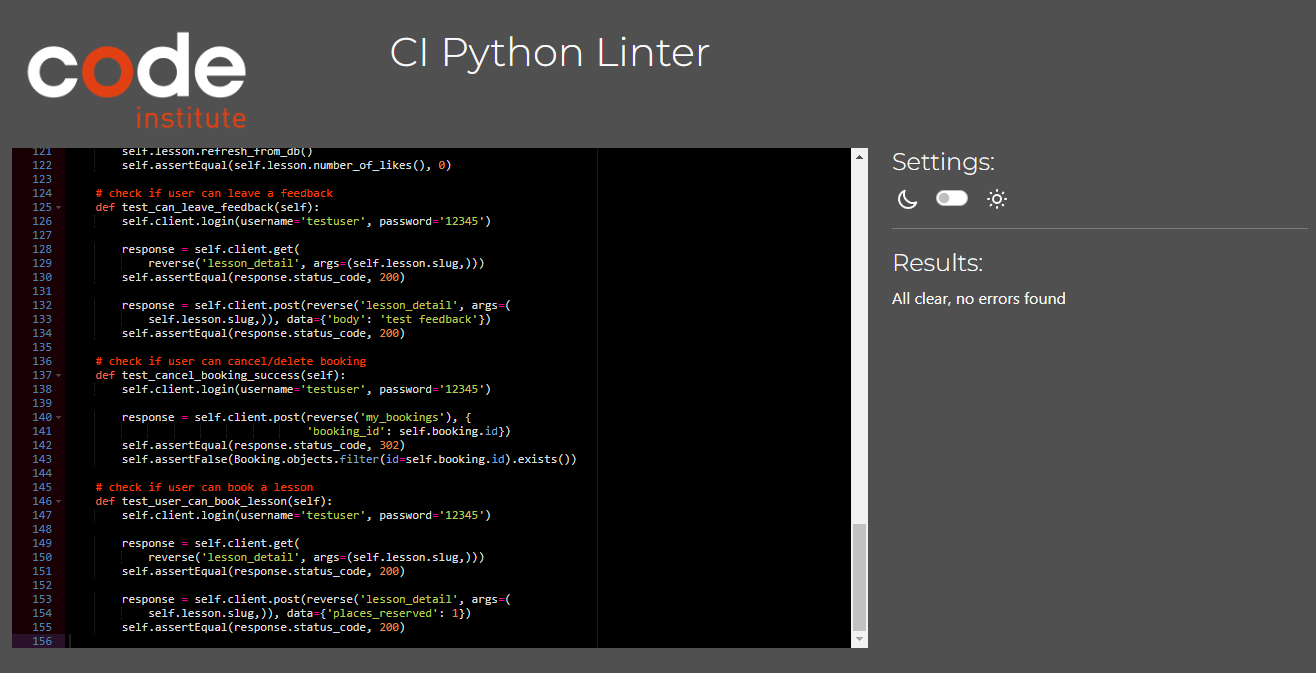 code
institute
CI Python Linter
121 self.lesson.refresh_from_db()
122 self.assertEqual(self.lesson.number_of_likes(), 0)
123
124 # check if user can leave a feedback
125 def test_can_leave_feedback(self):
126 self.client.login(username='testuser', password='12345')
127
128 response = self.client.get(
129 reverse('lesson_detail', args=(self.lesson.slug,)))
130 self.assertEqual(response.status_code, 200)
131
132 response = self.client.post(reverse('lesson_detail', args=(
133 self.lesson.slug,)), data={'body': 'test feedback'})
134 self.assertEqual(response.status_code, 200)
135
136 # check if user can cancel/delete booking
137 def test_cancel_booking_success(self):
138 self.client.login(username='testuser', password='12345')
139
140 response = self.client.post(reverse('my_bookings'), {
141 'booking_id': self.booking.id})
142 self.assertEqual(response.status_code, 302)
143 self.assertFalse(Booking.objects.filter(id=self.booking.id).exists())
144
145 # check if user can book a lesson
146 def test_user_can_book_lesson(self):
147 self.client.login(username='testuser', password='12345')
148
149 response = self.client.get(
150 reverse('lesson_detail', args=(self.lesson.slug,)))
151 self.assertEqual(response.status_code, 200)
152
153 response = self.client.post(reverse('lesson_detail', args=(
154 self.lesson.slug,)), data={'places_reserved': 1})
155 self.assertEqual(response.status_code, 200)
156
Settings:
Results:
All clear, no errors found